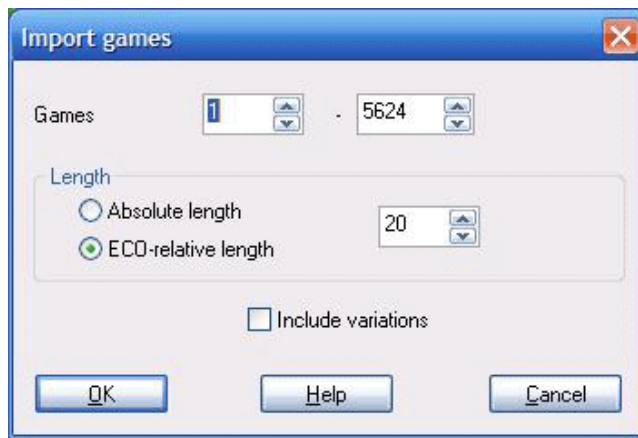 Import games
Games 1 - 5624
Length
Absolute length 20
ECO-relative length
Include variations
OK Help Cancel